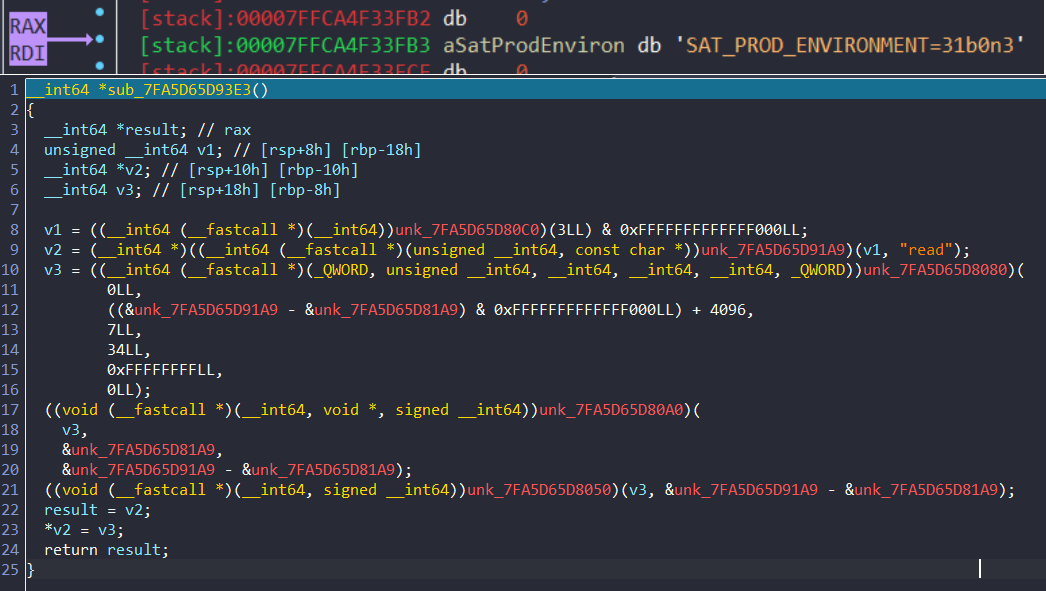 [stack]:00007FFCA4F33FB2 db 0
RAX
[stack]:00007FFCA4F33FB3 aSatProdEnviron db 'SAT_PROD_ENVIRONMENT=31b0n3'
RDI
[stack]:00007FFCA4F33FCF db 0
1 __int64 *sub_7FA5D65D93E3()
2 {
3 __int64 *result; // rax
4 unsigned __int64 v1; // [rsp+8h] [rbp-18h]
5 __int64 *v2; // [rsp+10h] [rbp-10h]
6 __int64 v3; // [rsp+18h] [rbp-8h]
7
8 v1 = ((__int64 (__fastcall *)(__int64))unk_7FA5D65D80C0)(3LL) & 0xFFFFFFFFFFFFF000LL;
9 v2 = (__int64 *)((__int64 (__fastcall *)(unsigned __int64, const char *))unk_7FA5D65D91A9)(v1, "read");
10 v3 = ((__int64 (__fastcall *)(_QWORD, unsigned __int64, __int64, __int64, __int64, _QWORD))unk_7FA5D65D8080)(
11 0LL,
12 ((&unk_7FA5D65D91A9 - &unk_7FA5D65D81A9) & 0xFFFFFFFFFFFFF000LL) + 4096,
13 7LL,
14 34LL,
15 0xFFFFFFFFLL,
16 0LL);
17 ((void (__fastcall *)(__int64, void *, signed __int64))unk_7FA5D65D80A0)(
18 v3,
19 &unk_7FA5D65D81A9,
20 &unk_7FA5D65D91A9 - &unk_7FA5D65D81A9);
21 ((void (__fastcall *)(__int64, signed __int64))unk_7FA5D65D8050)(v3, &unk_7FA5D65D91A9 - &unk_7FA5D65D81A9);
22 result = v2;
23 *v2 = v3;
24 return result;
25 }